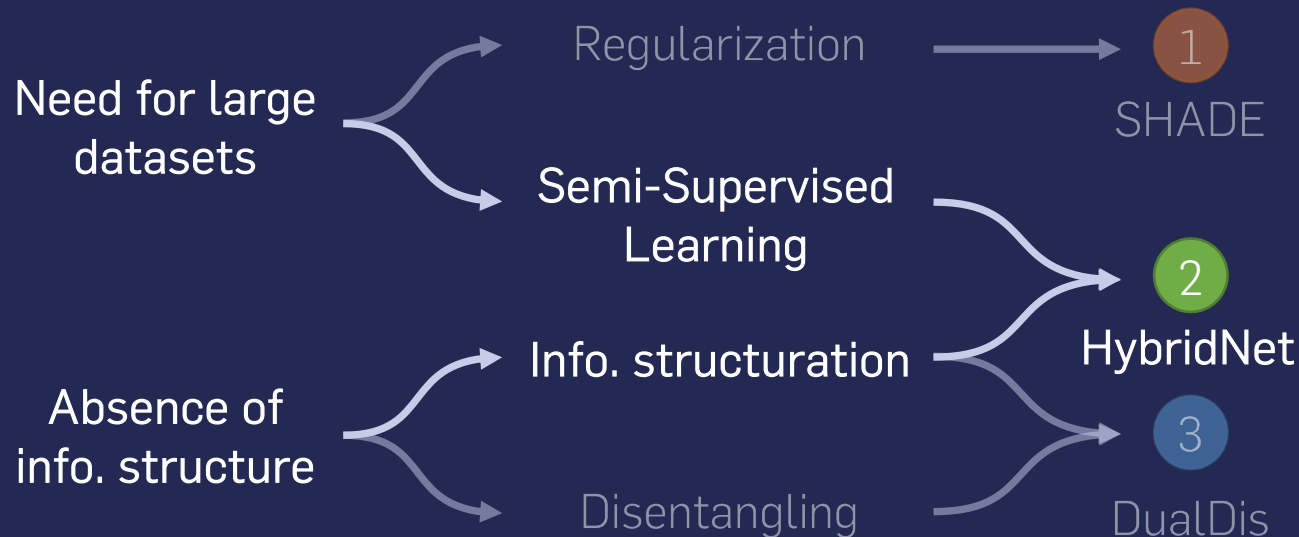 Need for large
datasets
Absence of
info. structure
Regularization
Semi-Supervised
Learning
Info. structuration
Disentangling
1
SHADE
2
HybridNet
3
DualDis